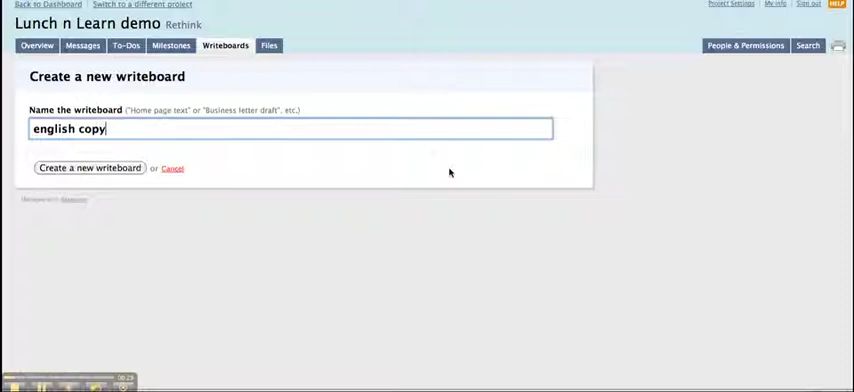 Back to Dashboard Switch to a different project Project Settings My info Sign out HELP
Lunch n Learn demo Rethink
Overview Messages To-Dos Milestones Writeboards Files People & Permissions Search
Create a new writeboard
Name the writeboard ("Home page text" or "Business letter draft", etc.)
english copy
Create a new writeboard or Cancel